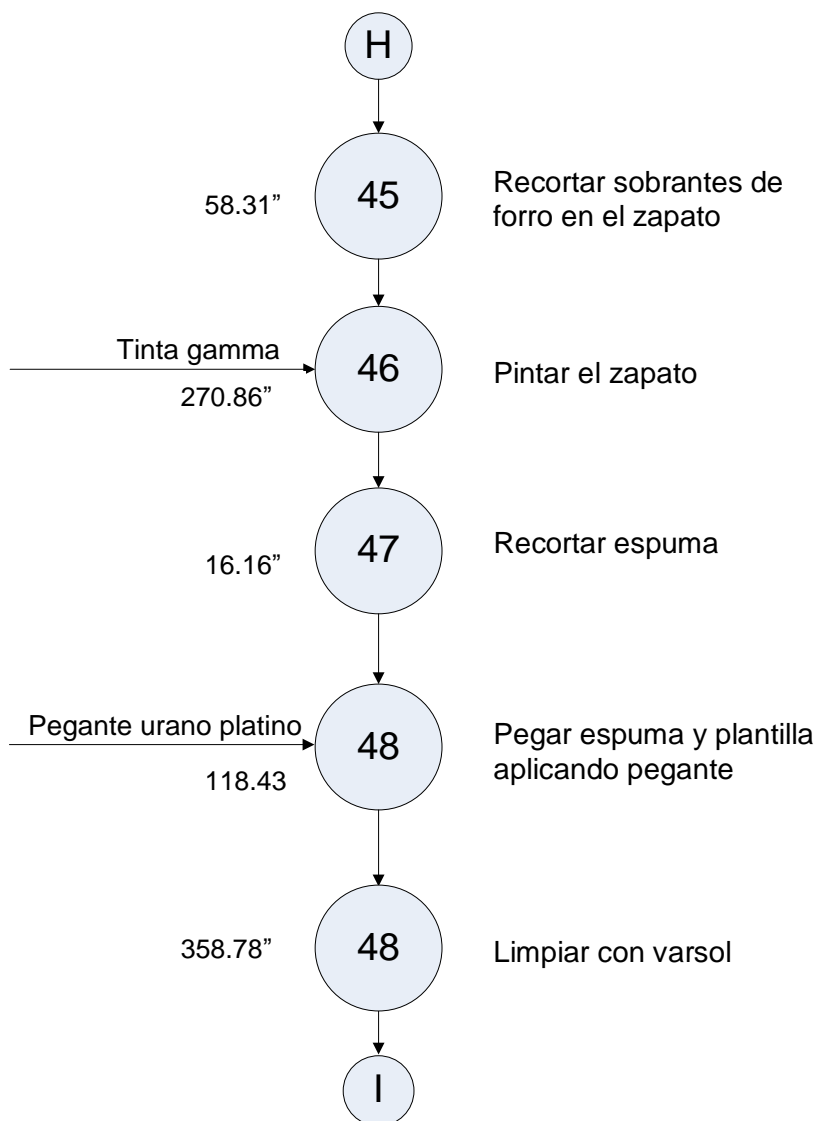 H
58.31”
45
Recortar sobrantes de
forro en el zapato
Tinta gamma
270.86”
46
Pintar el zapato
16.16”
47
Recortar espuma
Pegante urano platino
118.43
48
Pegar espuma y plantilla
aplicando pegante
358.78”
48
Limpiar con varsol
I